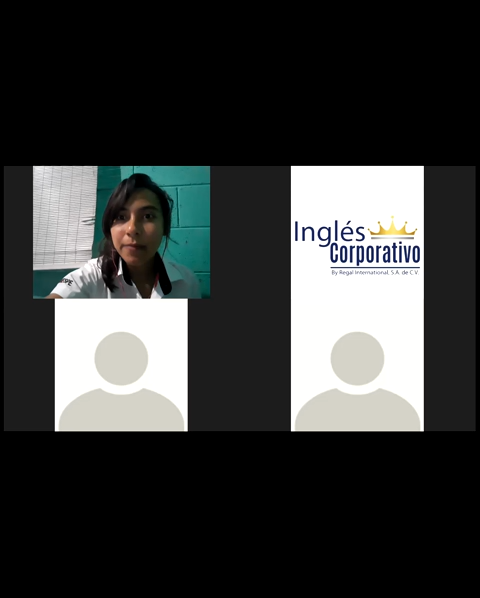 Inglés
Corporativo
By Regal International, S.A. de C.V.